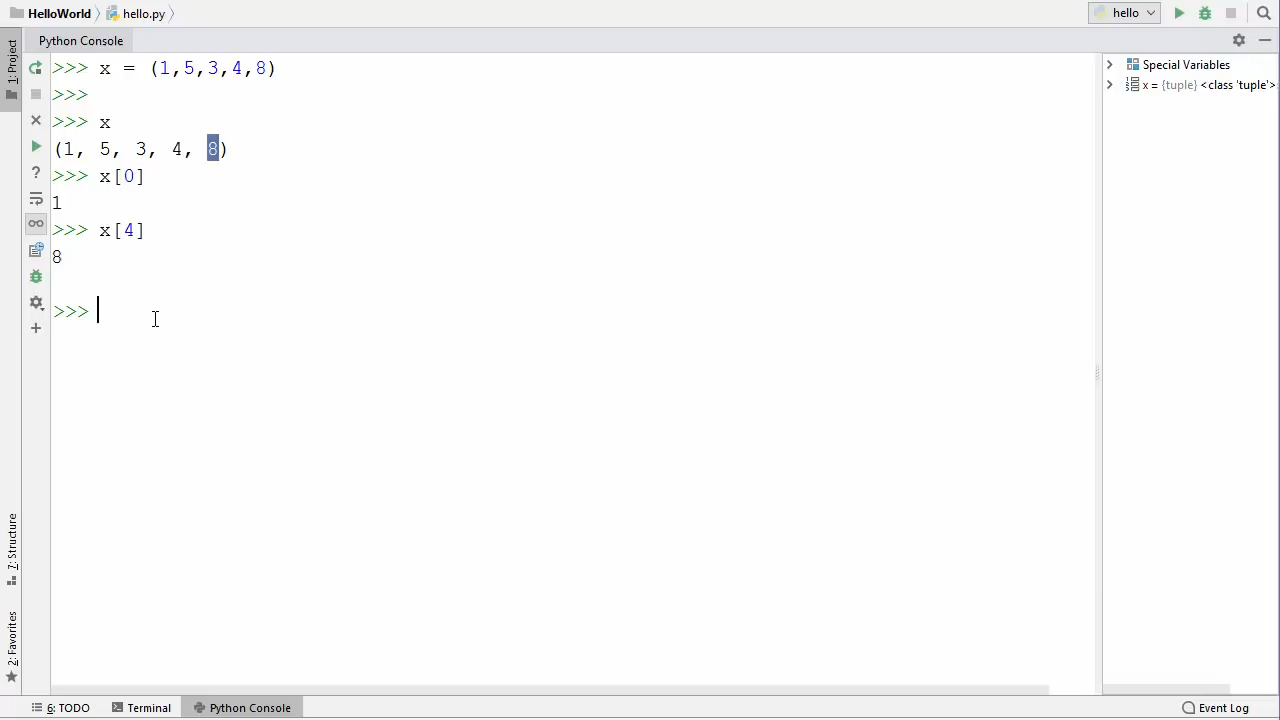 HelloWorld hello.py hello
Python Console
>>> x = (1,5,3,4,8)
>>>
>>> x
(1, 5, 3, 4, 8)
>>> x[0]
1
>>> x[4]
8
>>>
Special Variables
x = {tuple} <class 'tuple'>
1: Project
7: Structure
2: Favorites
6: TODO Terminal Python Console Event Log